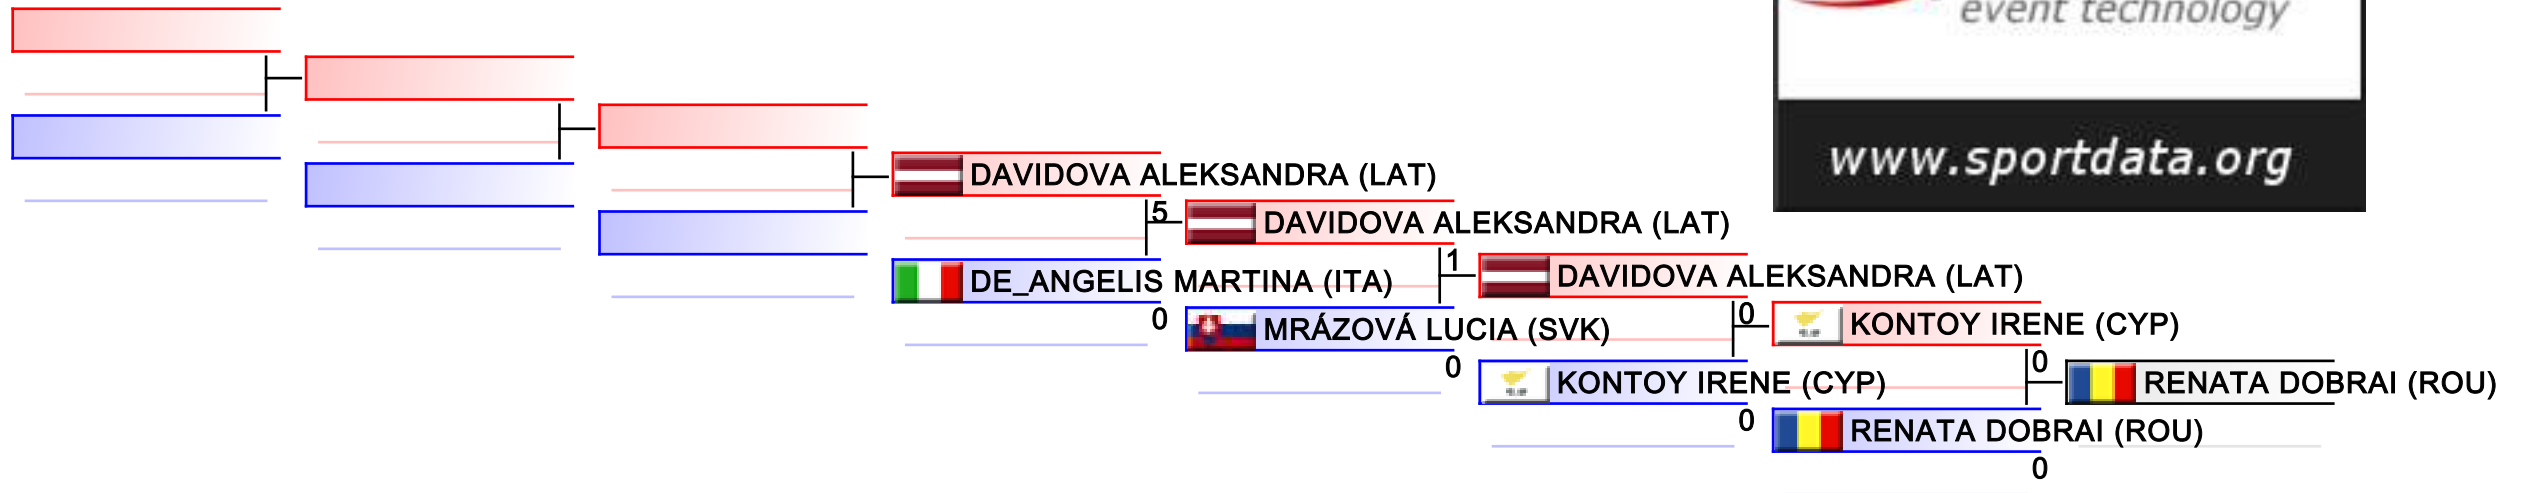 event technology
www.sportdata.org
DAVIDOVA ALEKSANDRA (LAT)
5
DAVIDOVA ALEKSANDRA (LAT)
DE_ANGELIS MARTINA (ITA)
0
1
DAVIDOVA ALEKSANDRA (LAT)
MRÁZOVÁ LUCIA (SVK)
0
0
KONTOY IRENE (CYP)
KONTOY IRENE (CYP)
0
0
RENATA DOBRAI (ROU)
RENATA DOBRAI (ROU)
0